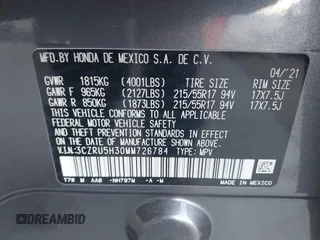 MFD.BY HONDA DE MEXICO S.A. DE C.V.
04/'21
GVWR 1815KG (4001LBS) TIRE SIZE RIM SIZE
GAWR F 965KG (2127LBS) 215/55R17 94V 17X7.5J
GAWR R 850KG (1873LBS) 215/55R17 94V 17X7.5J
THIS VEHICLE CONFORMS TO ALL APPLICABLE
FEDERAL MOTOR VEHICLE SAFETY AND THEFT
PREVENTION STANDARDS IN EFFECT ON THE DATE OF
MANUFACTURE SHOWN ABOVE.
V.I.N:3CZRU5H30MM726784 TYPE: MPV
AAS -NH797M -A -M
MADE IN MEXICO
DREAMBID